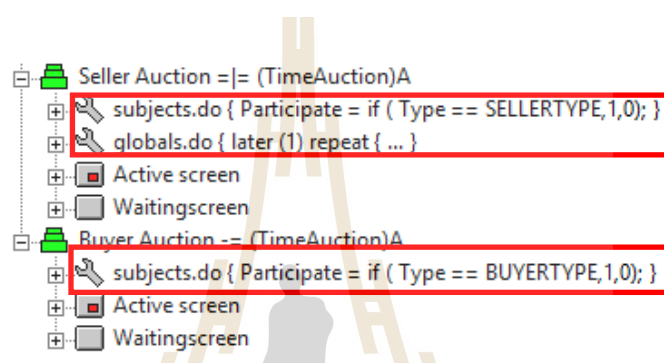 Seller Auction =|= (TimeAuction)A
subjects.do { Participate = if ( Type == SELLERTYPE,1,0); }
globals.do { later (1) repeat { ... }
Active screen
Waitingscreen
Buyer Auction -= (TimeAuction)A
subjects.do { Participate = if ( Type == BUYERTYPE,1,0); }
Active screen
Waitingscreen